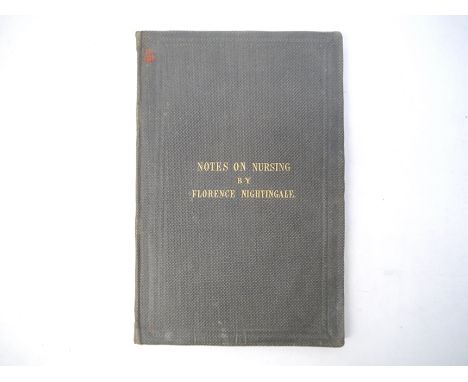 NOTES ON NURSING
BY
FLORENCE NIGHTINGALE